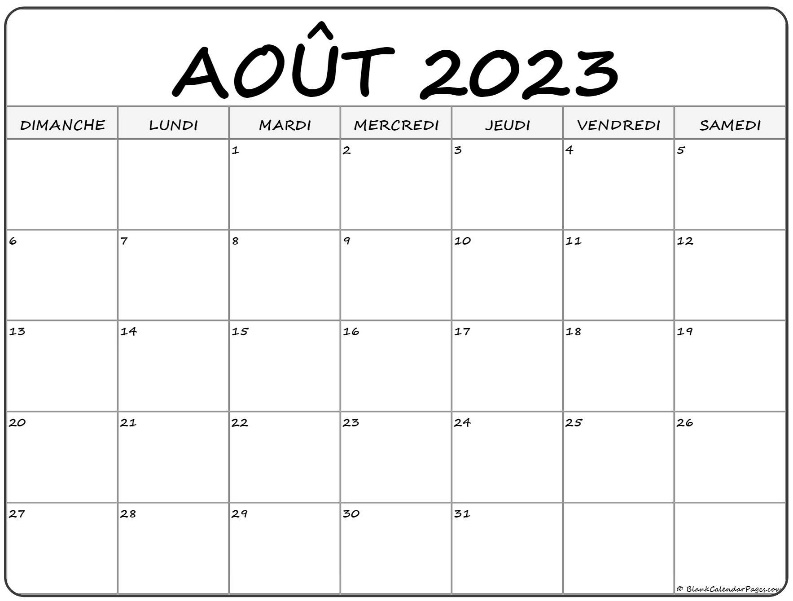 AOÛT 2023
DIMANCHE LUNDI MARDI MERCREDI JEUDI VENDREDI SAMEDI
1 2 3 4 5
6 7 8 9 10 11 12
13 14 15 16 17 18 19
20 21 22 23 24 25 26
27 28 29 30 31
© BlankCalendarPages.com